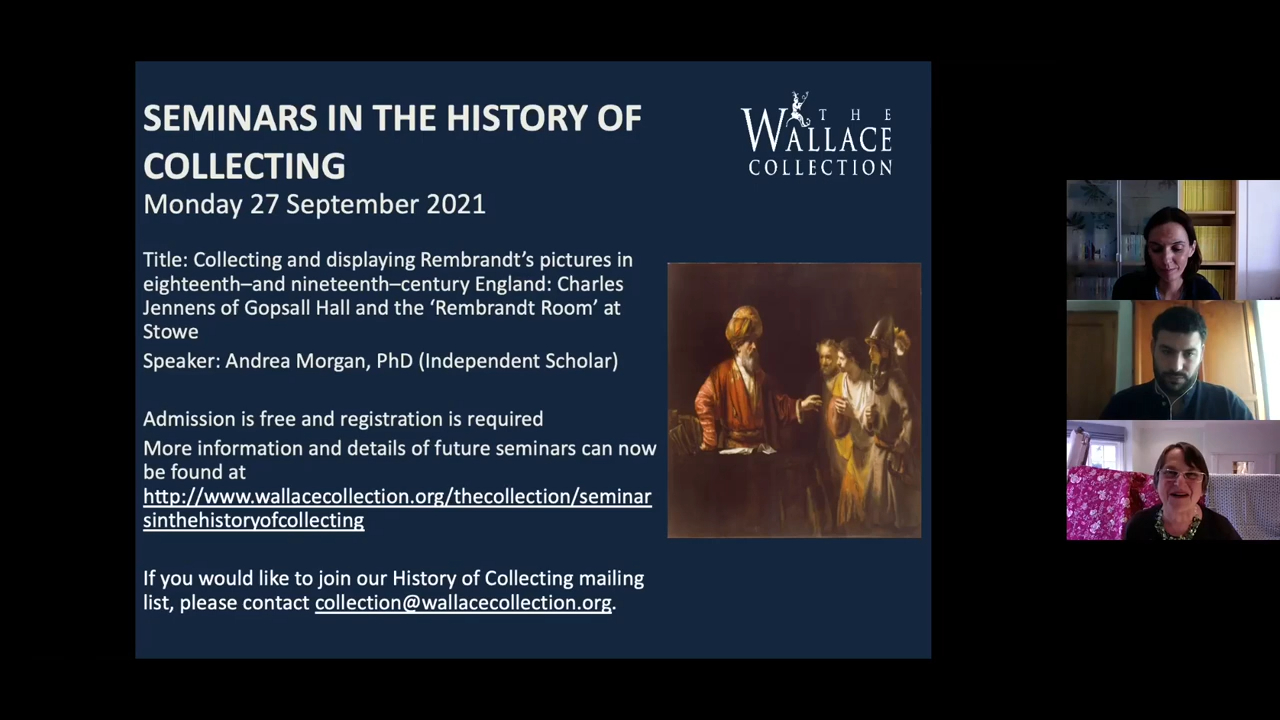 SEMINARS IN THE HISTORY OF
COLLECTING
Monday 27 September 2021
Title: Collecting and displaying Rembrandt's pictures in
eighteenth–and nineteenth–century England: Charles
Jennens of Gopsall Hall and the 'Rembrandt Room' at
Stowe
Speaker: Andrea Morgan, PhD (Independent Scholar)
Admission is free and registration is required
More information and details of future seminars can now
be found at
http://www.wallacecollection.org/thecollection/seminar
sinthehistoryofcollecting
If you would like to join our History of Collecting mailing
list, please contact collection@wallacecollection.org.
THE
WALLACE
COLLECTION